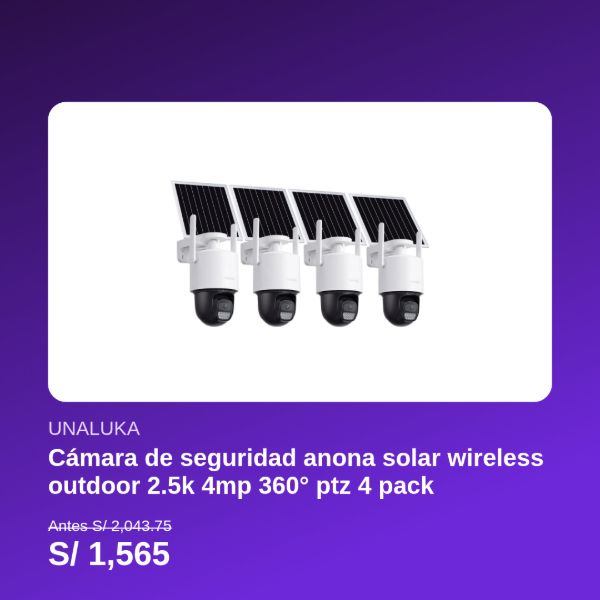 UNALUKA
Cámara de seguridad anona solar wireless
outdoor 2.5k 4mp 360° ptz 4 pack
Antes S/ 2,043.75
S/ 1,565